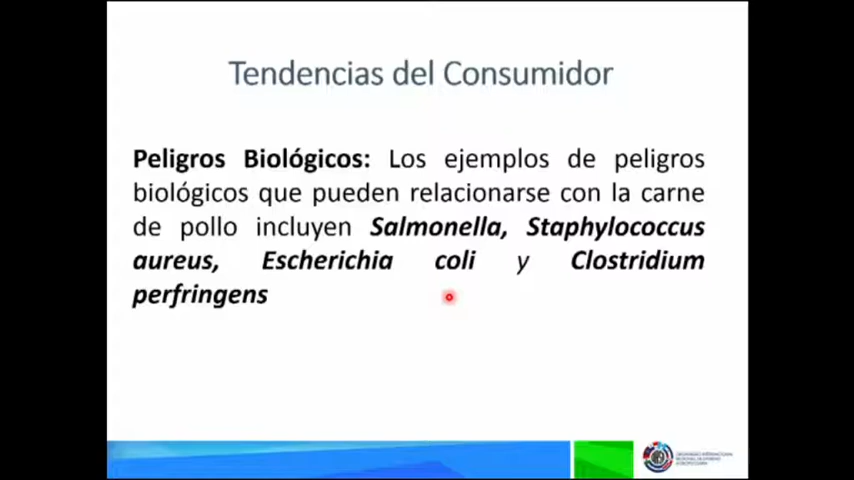 Tendencias del Consumidor
Peligros Biológicos: Los ejemplos de peligros
biológicos que pueden relacionarse con la carne
de pollo incluyen Salmonella, Staphylococcus
aureus, Escherichia coli y Clostridium
perfringens